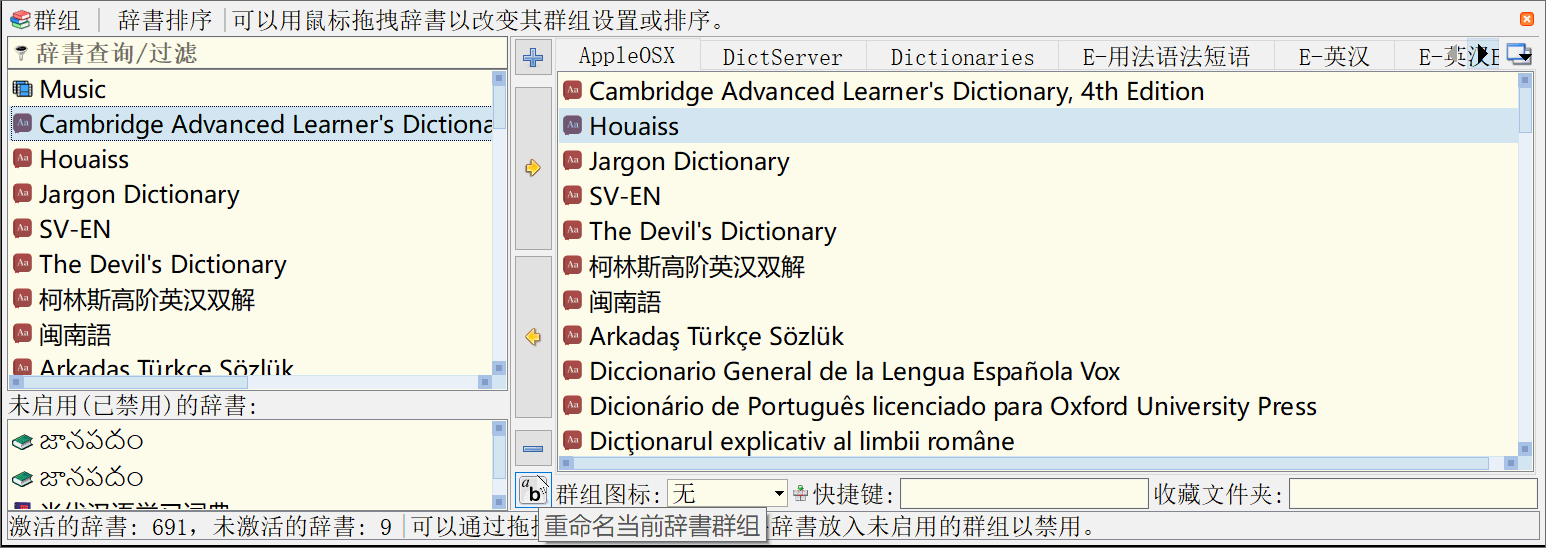 群组 | 辞書排序 | 可以用鼠标拖拽辞書以改变其群组设置或排序。
辞書查询/过滤
Music
Cambridge Advanced Learner's Dictiona
Houaiss
Jargon Dictionary
SV-EN
The Devil's Dictionary
柯林斯高阶英汉双解
闽南語
Arkadaş Türkçe Sözlük
未启用(已禁用)的辞書:
జానపదం
జానపదం
当代汉语学习词典
AppleOSX DictServer Dictionaries E-用法语法短语 E-英汉 E-英汉E
Cambridge Advanced Learner's Dictionary, 4th Edition
Houaiss
Jargon Dictionary
SV-EN
The Devil's Dictionary
柯林斯高阶英汉双解
闽南語
Arkadaş Türkçe Sözlük
Diccionario General de la Lengua Española Vox
Dicionário de Português licenciado para Oxford University Press
Dicţionarul explicativ al limbii române
群组图标: 无 快捷键: 收藏文件夹:
激活的辞書: 691, 未激活的辞書: 9 | 可以通过拖 辞書放入未启用的群组以禁用。
重命名当前辞書群组